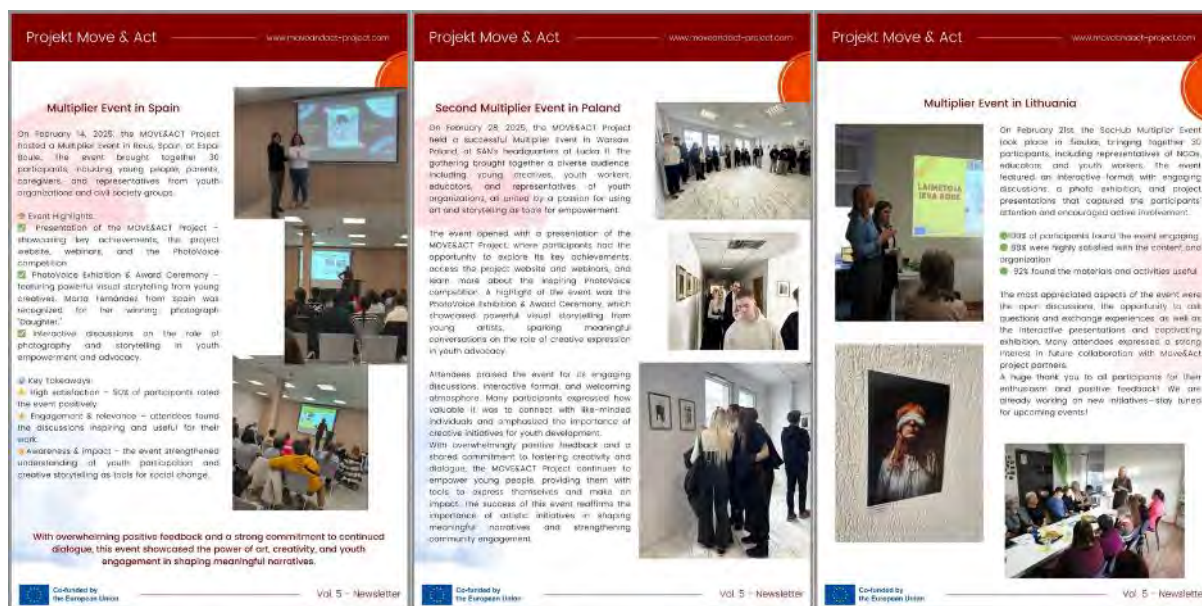 Projekt Move & Act
www.moveandact-project.com
Multiplier Event in Spain
On February 14, 2025, the MOVE&ACT Project
hosted a Multiplier Event in Reus, Spain, at Espai
Boule. The event brought together 30
participants, including young people, parents,
caregivers, and representatives from youth
organizations and civil society groups.
Event Highlights:
✅ Presentation of the MOVE&ACT Project –
showcasing key achievements, the project
website, webinars, and the PhotoVoice
competition
✅ PhotoVoice Exhibition & Award Ceremony –
featuring powerful visual storytelling from young
creatives. Marta Fernández from Spain was
recognized for her winning photograph
"Daughter."
✅ Interactive discussions on the role of
photography and storytelling in youth
empowerment and advocacy.
Key Takeaways:
High satisfaction – 90% of participants rated
the event positively
Engagement & relevance – attendees found
the discussions inspiring and useful for their
work.
Awareness & impact – the event strengthened
understanding of youth participation and
creative storytelling as tools for social change.
With overwhelming positive feedback and a strong commitment to continued
dialogue, this event showcased the power of art, creativity, and youth
engagement in shaping meaningful narratives.
Co-funded by
the European Union
Vol. 5 - Newsletter
Projekt Move & Act
www.moveandact-project.com
Second Multiplier Event in Poland
On February 28, 2025, the MOVE&ACT Project
held a successful Multiplier Event in Warsaw,
Poland, at SAN's headquarters at Łucka 11. The
gathering brought together a diverse audience,
including young creatives, youth workers,
educators, and representatives of youth
organizations, all united by a passion for using
art and storytelling as tools for empowerment.
The event opened with a presentation of the
MOVE&ACT Project, where participants had the
opportunity to explore its key achievements,
access the project website and webinars, and
learn more about the inspiring PhotoVoice
competition. A highlight of the event was the
PhotoVoice Exhibition & Award Ceremony, which
showcased powerful visual storytelling from
young artists, sparking meaningful
conversations on the role of creative expression
in youth advocacy.
Attendees praised the event for its engaging
discussions, interactive format, and welcoming
atmosphere. Many participants expressed how
valuable it was to connect with like-minded
individuals and emphasized the importance of
creative initiatives for youth development.
With overwhelmingly positive feedback and a
shared commitment to fostering creativity and
dialogue, the MOVE&ACT Project continues to
empower young people, providing them with
tools to express themselves and make an
impact. The success of this event reaffirms the
importance of artistic initiatives in shaping
meaningful narratives and strengthening
community engagement.
Co-funded by
the European Union
Vol. 5 - Newsletter
Projekt Move & Act
www.moveandact-project.com
Multiplier Event in Lithuania
On February 21st, the SocHub Multiplier Event
took place in Šiauliai, bringing together 30
participants, including representatives of NGOs,
educators, and youth workers. The event
featured an interactive format with engaging
discussions, a photo exhibition, and project
presentations that captured the participants'
attention and encouraged active involvement.
100% of participants found the event engaging
98% were highly satisfied with the content and
organization
92% found the materials and activities useful
The most appreciated aspects of the event were
the open discussions, the opportunity to ask
questions and exchange experiences, as well as
the interactive presentations and captivating
exhibition. Many attendees expressed a strong
interest in future collaboration with Move&Act
project partners.
A huge thank you to all participants for their
enthusiasm and positive feedback! We are
already working on new initiatives—stay tuned
for upcoming events!
LAIMĖTOJA
Co-funded by
the European Union
Vol. 5 - Newsletter